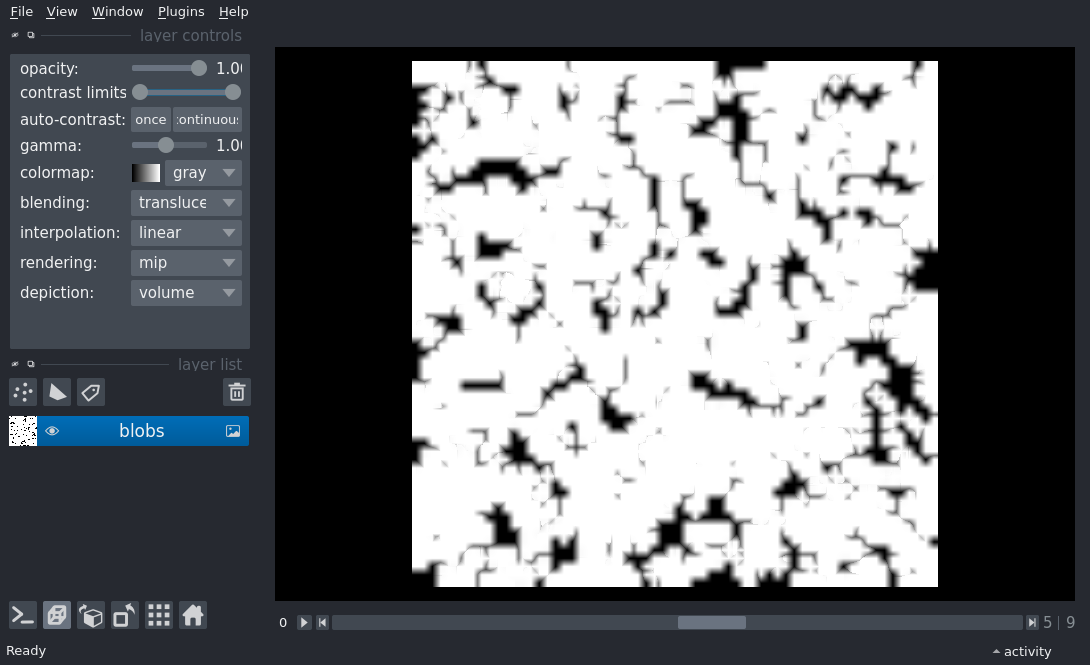 File View Window Plugins Help
layer controls
opacity: 1.00
contrast limits
auto-contrast: once continuous
gamma: 1.00
colormap: gray
blending: transluce
interpolation: linear
rendering: mip
depiction: volume
layer list
blobs
0 5 | 9
Ready activity